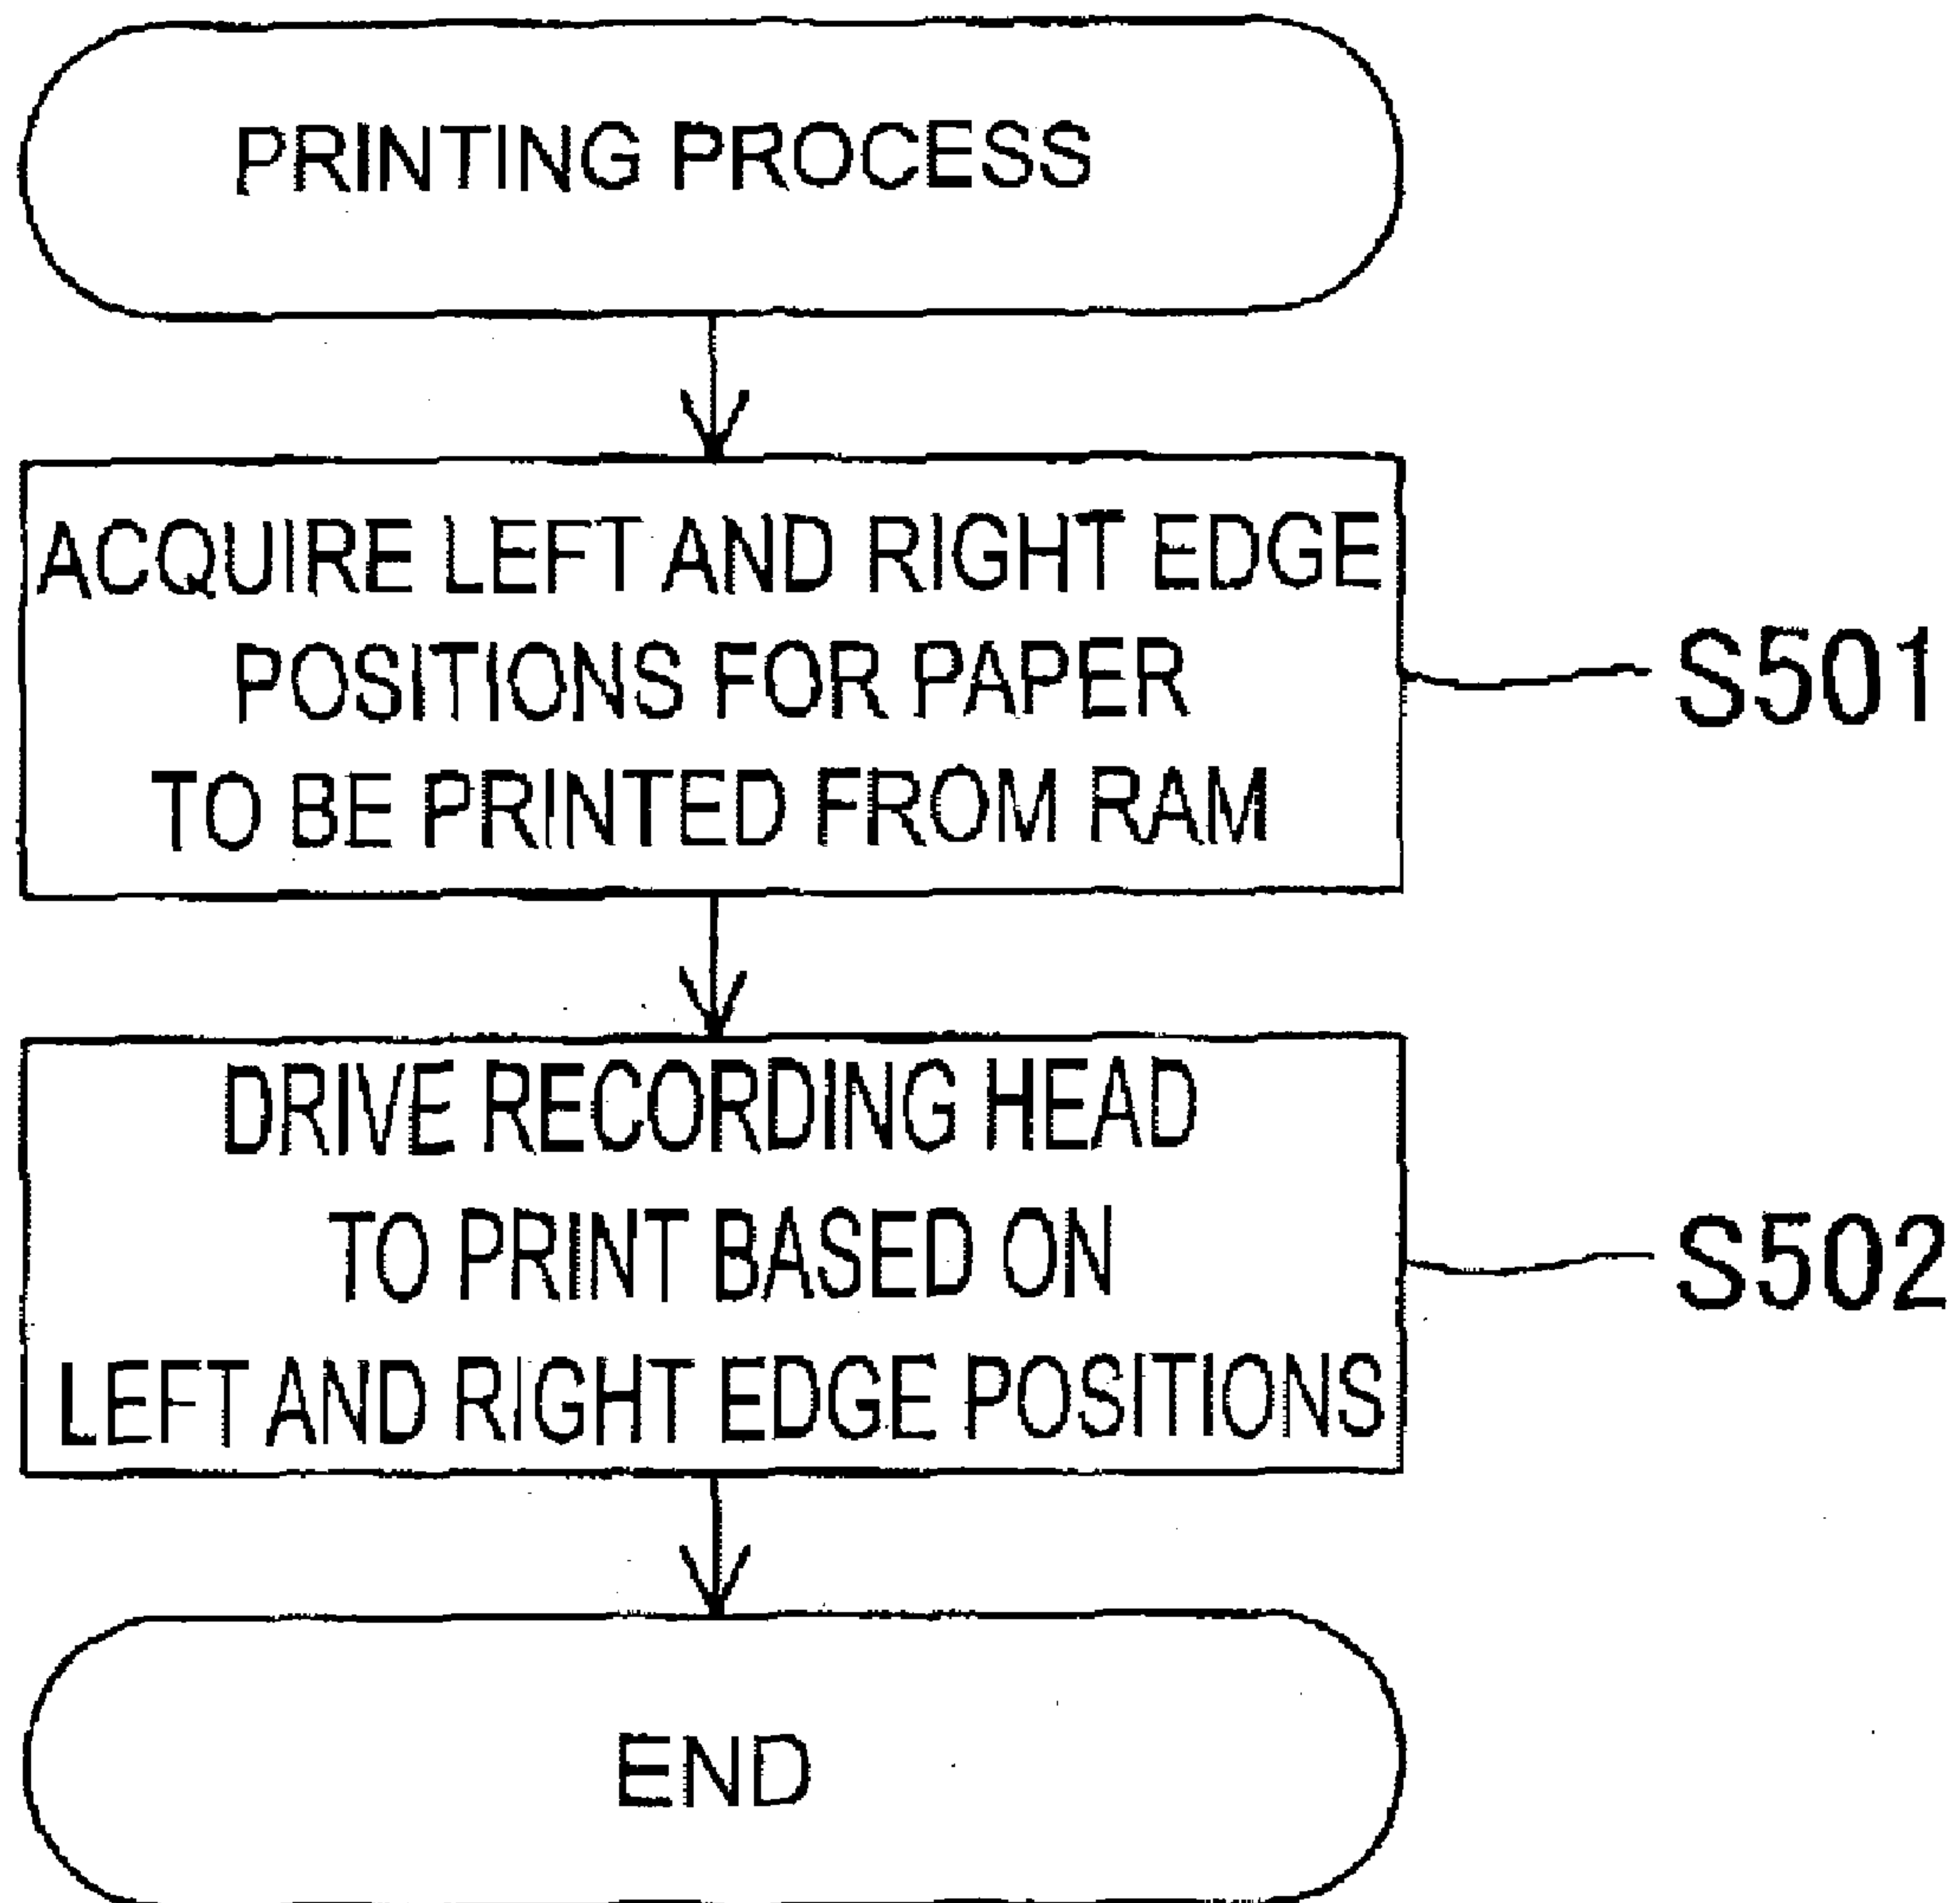 PRINTING PROCESS
ACQUIRE LEFT AND RIGHT EDGE
POSITIONS FOR PAPER
TO BE PRINTED FROM RAM
S501
DRIVE RECORDING HEAD
TO PRINT BASED ON
LEFT AND RIGHT EDGE POSITIONS
S502
END